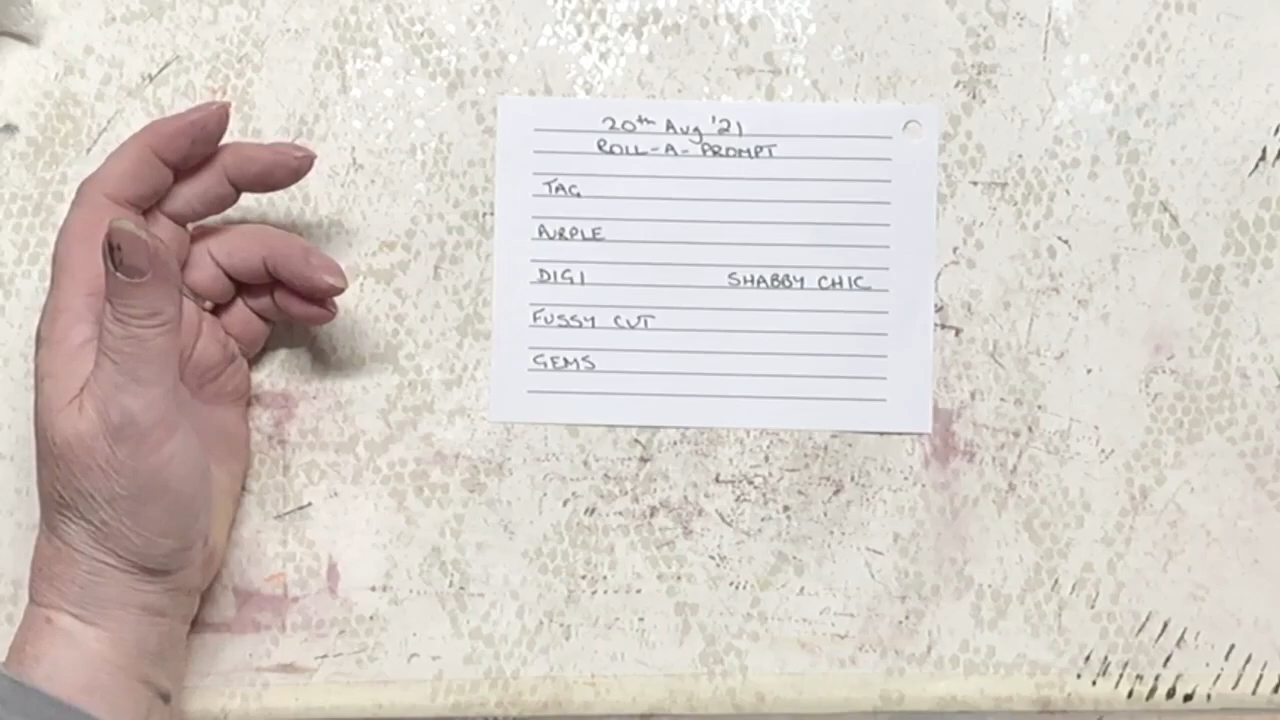 20th Aug '21
ROLL-A-PROMPT
TAG
PURPLE
DIGI SHABBY CHIC
FUSSY CUT
GEMS